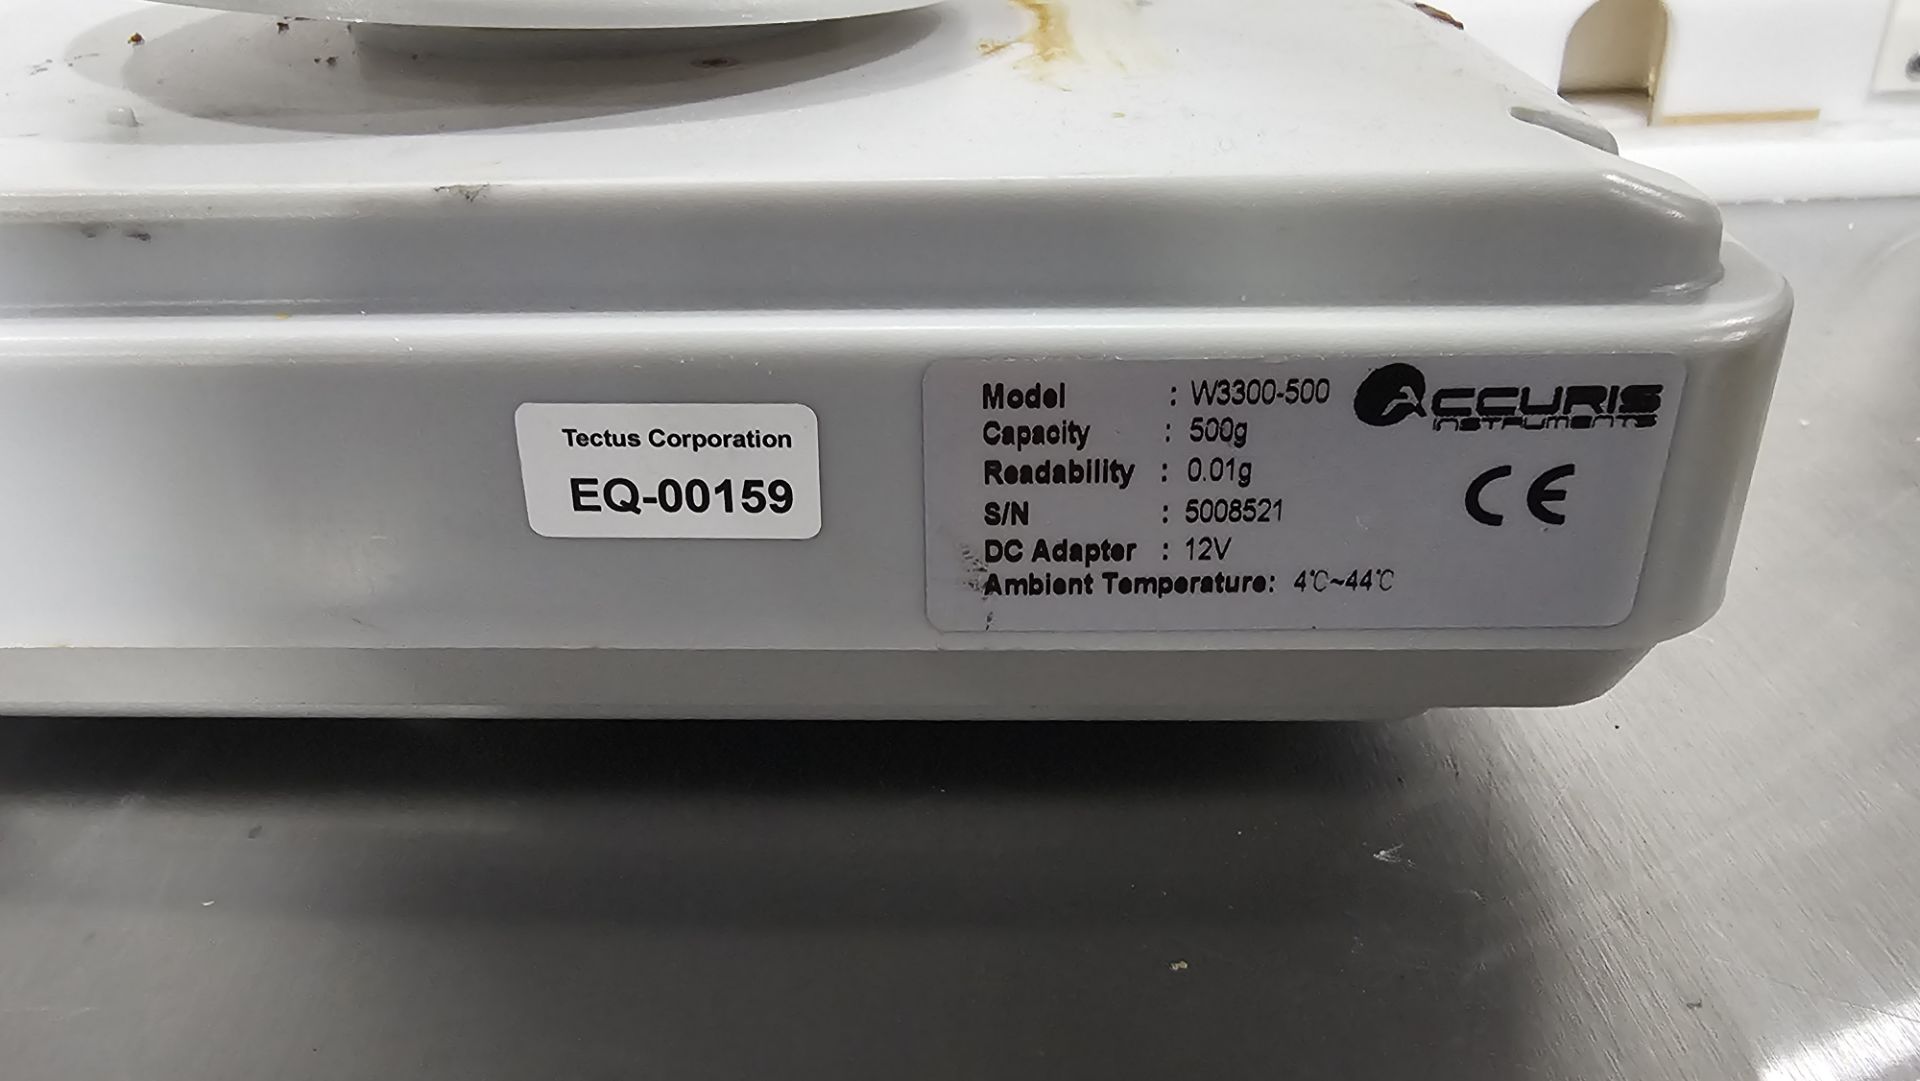 Tectus Corporation
EQ-00159
Model : W3300-500
Capacity : 500g
Readability : 0.01g
S/N : 5008521
DC Adapter : 12V
Ambient Temperature: 4℃~44℃
ACCURIS
INSTRUMENTS
CE